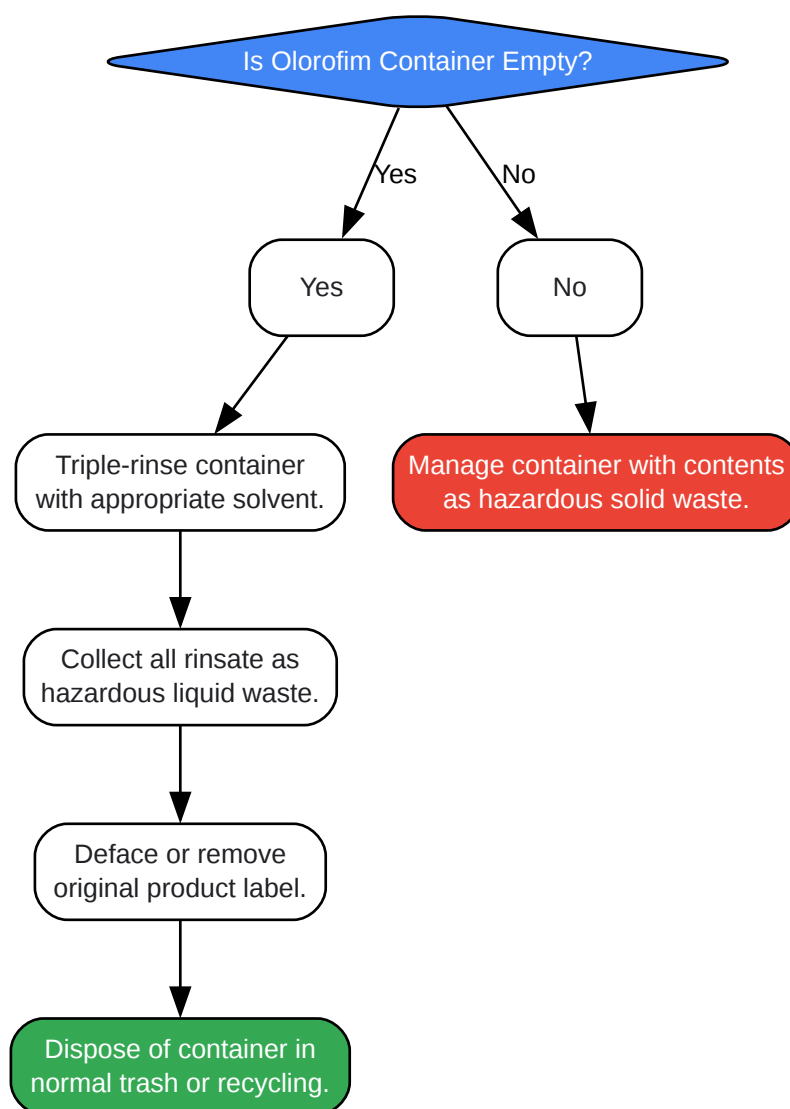 Is Olorofim Container Empty?
Yes
No
Yes
No
Triple-rinse container
with appropriate solvent.
Manage container with contents
as hazardous solid waste.
Collect all rinsate as
hazardous liquid waste.
Deface or remove
original product label.
Dispose of container in
normal trash or recycling.